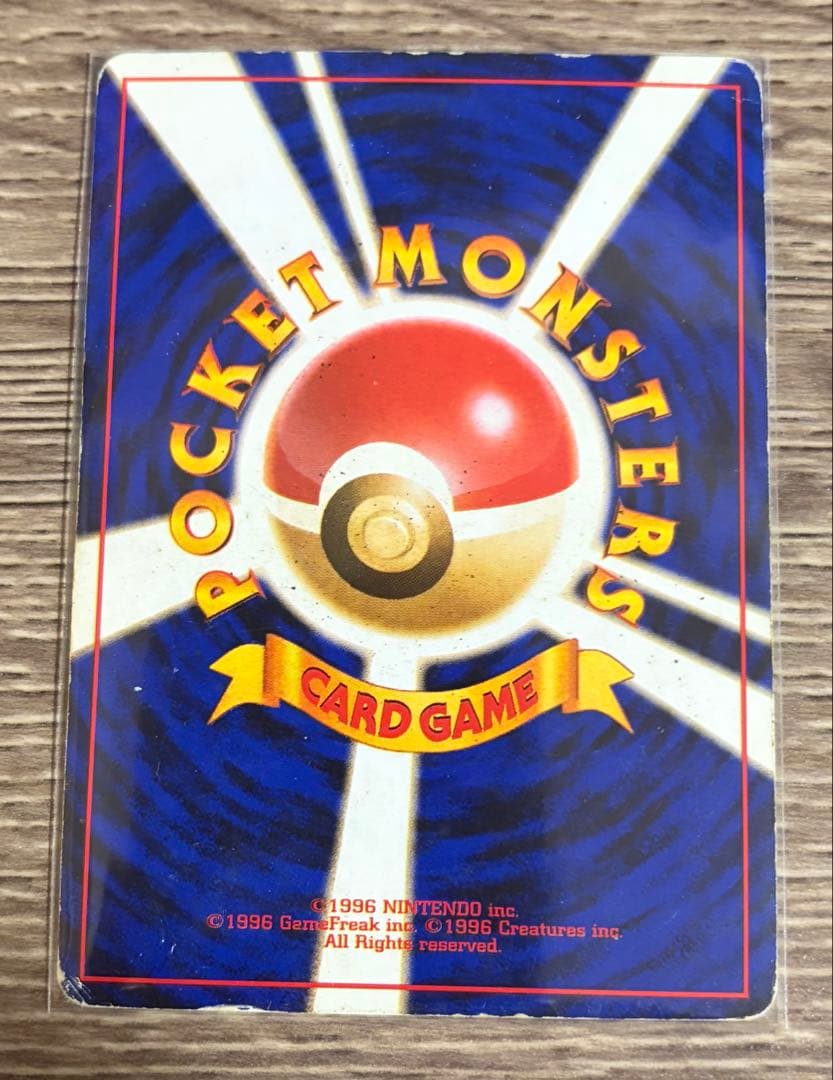 POCKET MONSTERS
CARD GAME
©1996 NINTENDO inc.
©1996 GameFreak inc. ©1996 Creatures inc.
All Rights reserved.